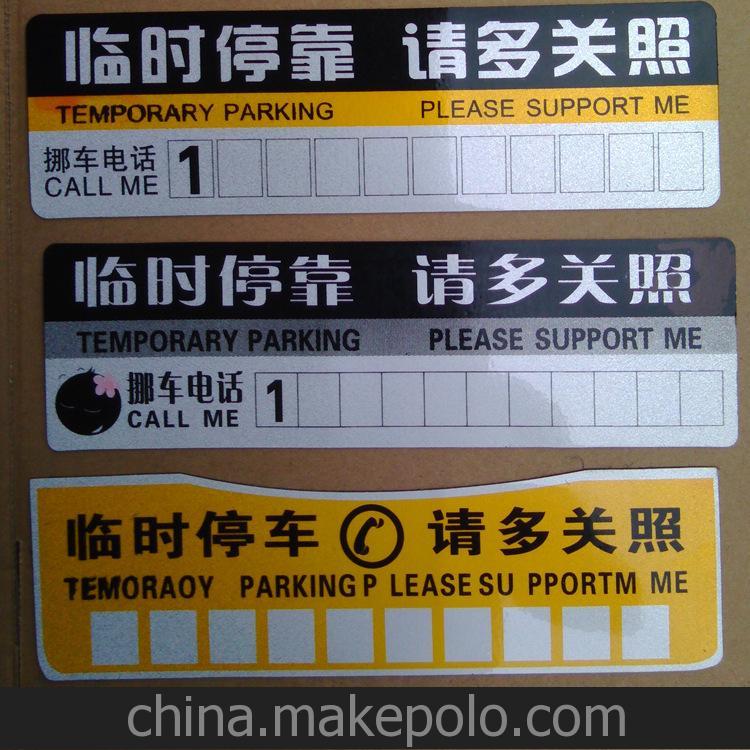 临时停靠 请多关照
TEMPORARY PARKING PLEASE SUPPORT ME
挪车电话
CALL ME 1
临时停靠 请多关照
TEMPORARY PARKING PLEASE SUPPORT ME
挪车电话
CALL ME 1
临时停车 请多关照
TEMORAOY PARKING P LEASE SU PPORTM ME
china.makepolo.com